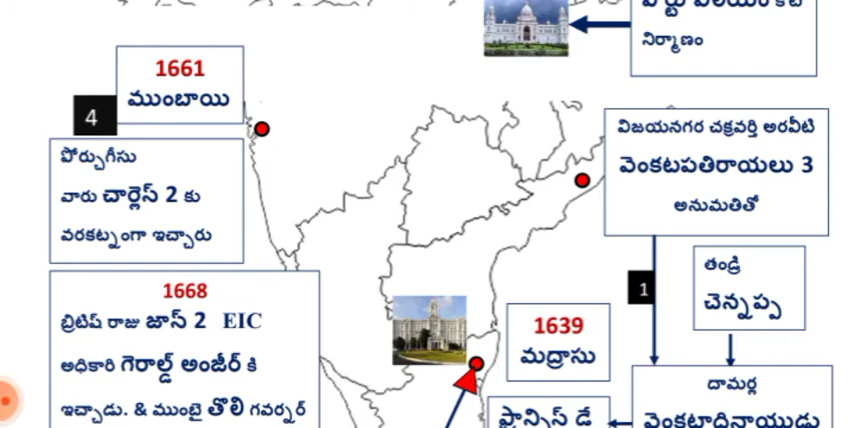 నిర్మాణం
1661
ముంబాయి
4
పోర్చుగీసు
వారు చార్లెస్ 2 కు
వరకట్నంగా ఇచ్చారు
1668
బ్రిటిష్ రాజు జాస్ 2 EIC
అధికారి గెరాల్డ్ అంజీర్ కి
ఇచ్చాడు. & ముంబై తొలి గవర్నర్
విజయనగర చక్రవర్తి అరవీటి
వెంకటపతిరాయలు 3
అనుమతితో
1
తండ్రి
చెన్నప్ప
1639
మద్రాసు
దామర్ల
వెంకటాద్రినాయుడు
ఫ్రాన్సిస్ డే